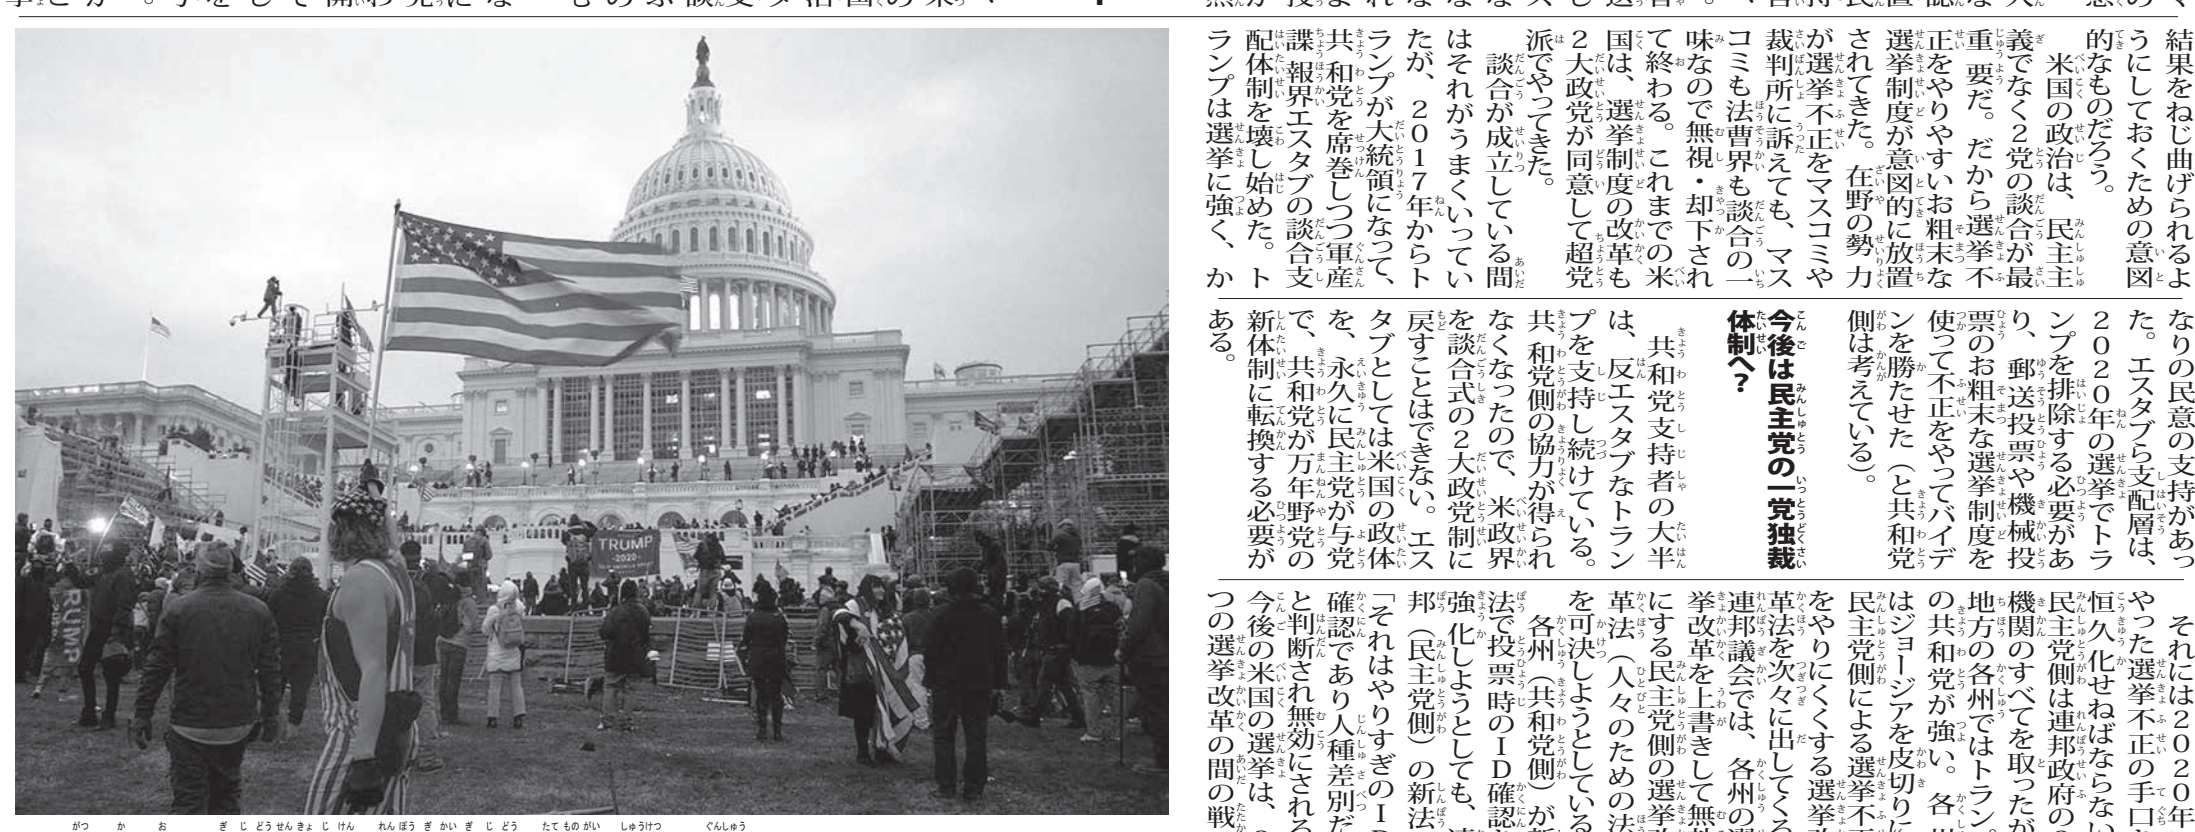 結果をねじ曲げられるよ
うにしておくための意図
的なものだろう。
米国の政治は、民主主
義でなく2党の談合が最
重要だ。だから選挙不
正をやりやすいお粗末な
選挙制度が意図的に放置
されてきた。在野の勢力
が選挙不正をマスコミや
裁判所に訴えても、マス
コミも法曹界も談合の一
味なので無視・却下され
て終わる。これまでの米
国は、選挙制度の改革も
2大政党が同意して超党
派でやってきた。
談合が成立している間
はそれがうまくいってい
たが、2017年からト
ランプが大統領になって、
共和党を席巻しつつ軍産
諜報界エスタブの談合支
配体制を壊し始めた。ト
ランプは選挙に強く、か
なりの民意の支持があっ
た。エスタブら支配層は、
2020年の選挙でトラ
ンプを排除する必要があ
り、郵送投票や機械投
票のお粗末な選挙制度を
使って不正をやってバイデ
ンを勝たせた（と共和党
側は考えている）。
今後は民主党の一党独裁
体制へ？
共和党支持者の大半
は、反エスタブなトラン
プを支持し続けている。
共和党側の協力が得られ
なくなったので、米政界
を談合式の2大政党制に
戻すことはできない。エス
タブとしては米国の政体
を、永久に民主党が与党
で、共和党が万年野党の
新体制に転換する必要が
ある。
それには2020年
やった選挙不正の手口
恒久化せねばならない
民主党側は連邦政府の
機関のすべてを取ったが
地方の各州ではトラン
の共和党が強い。各
はジョージアを皮切りに
民主党側による選挙不
をやりにくくする選挙
革法を次々に出してくる
連邦議会では、各州の選
挙改革を上書きして無
にする民主党側の選挙
革法（人々のための法
を可決しようとしている
各州（共和党側）が
法で投票時のID確認
強化しようとしても、
邦（民主党側）の新法
「それはやりすぎのI
確認であり人種差別だ
と判断され無効にされる
今後の米国の選挙は、
つの選挙改革の間の戦
TRUMP
2020
TRUMP